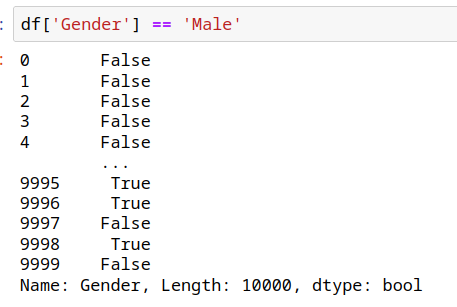 : df['Gender'] == 'Male'
: 0       False
1       False
2       False
3       False
4       False
        ...
9995     True
9996     True
9997    False
9998     True
9999    False
Name: Gender, Length: 10000, dtype: bool